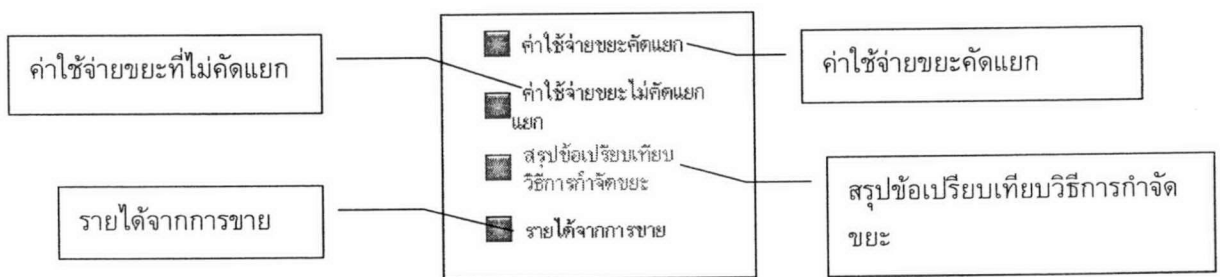 ค่าใช้จ่ายขยะที่ไม่คัดแยก
รายได้จากการขาย
ค่าใช้จ่ายขยะคัดแยก
ค่าใช้จ่ายขยะไม่คัดแยก
แยก
สรุปข้อเปรียบเทียบ
วิธีการกำจัดขยะ
รายได้จากการขาย
ค่าใช้จ่ายขยะคัดแยก
สรุปข้อเปรียบเทียบวิธีการกำจัด
ขยะ